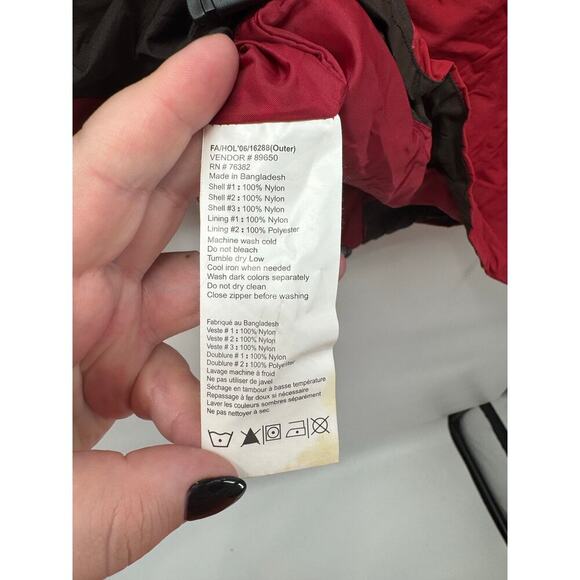 FA/HOL'06/16288(Outer)
VENDOR # 89650
RN # 76382
Made in Bangladesh
Shell #1 : 100% Nylon
Shell #2 : 100% Nylon
Shell #3 : 100% Nylon
Lining #1 : 100% Nylon
Lining #2 : 100% Polyester
Machine wash cold
Do not bleach
Tumble dry Low
Cool iron when needed
Wash dark colors separately
Do not dry clean
Close zipper before washing
Fabriqué au Bangladesh
Veste # 1 : 100% Nylon
Veste # 2 : 100% Nylon
Veste # 3 : 100% Nylon
Doublure # 1 : 100% Nylon
Doublure # 2 : 100% Polyester
Lavage machine à froid
Ne pas utiliser de javel
Séchage en tambour à basse température
Repassage à fer doux si nécessaire
Laver les couleurs sombres séparément
Ne pas nettoyer à sec